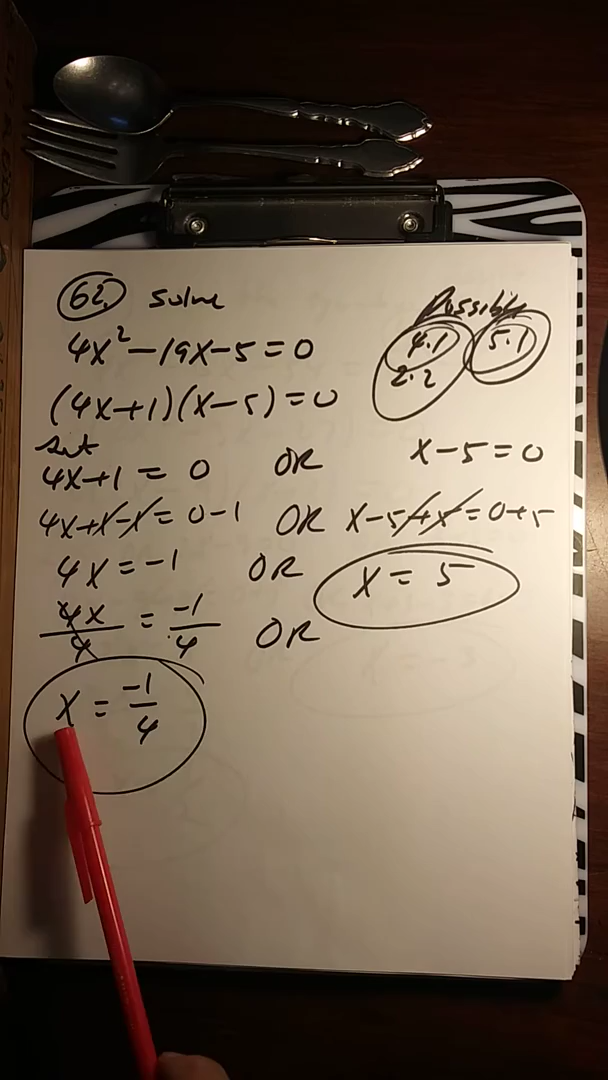 62. Solve
Possible
4x² - 19x - 5 = 0
4·1 5·1
2·2
(4x+1)(x-5) = 0
set
4x+1 = 0 OR x-5 = 0
4x+1-1 = 0-1 OR x-5+5 = 0+5
4x = -1 OR x = 5
4x/4 = -1/4 OR
x = -1/4